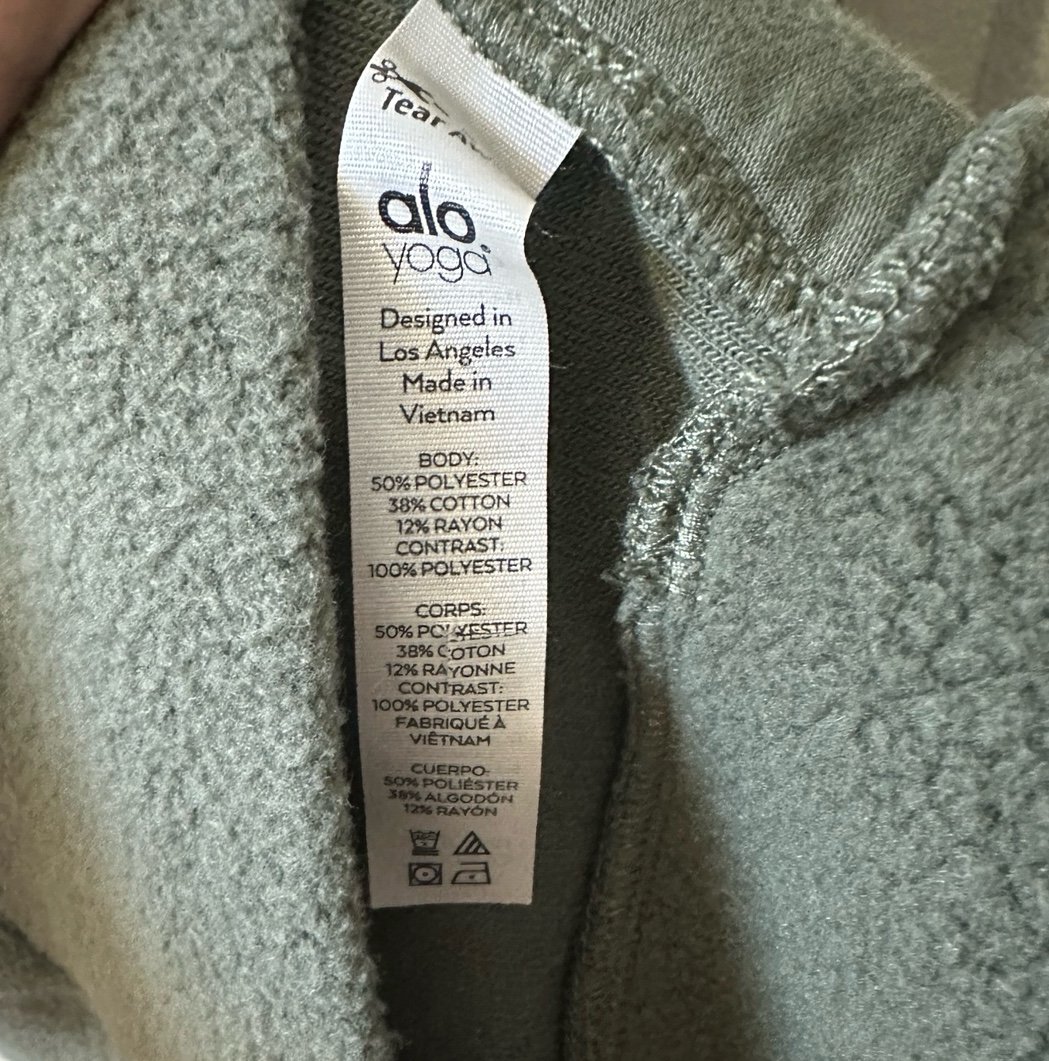 Tear
alo
yoga
Designed in
Los Angeles
Made in
Vietnam
BODY:
50% POLYESTER
38% COTTON
12% RAYON
CONTRAST:
100% POLYESTER
CORPS:
50% POLYESTER
38% COTON
12% RAYONNE
CONTRAST:
100% POLYESTER
FABRIQUÉ À
VIÊTNAM
CUERPO:
50% POLIÉSTER
38% ALGODÓN
12% RAYÓN